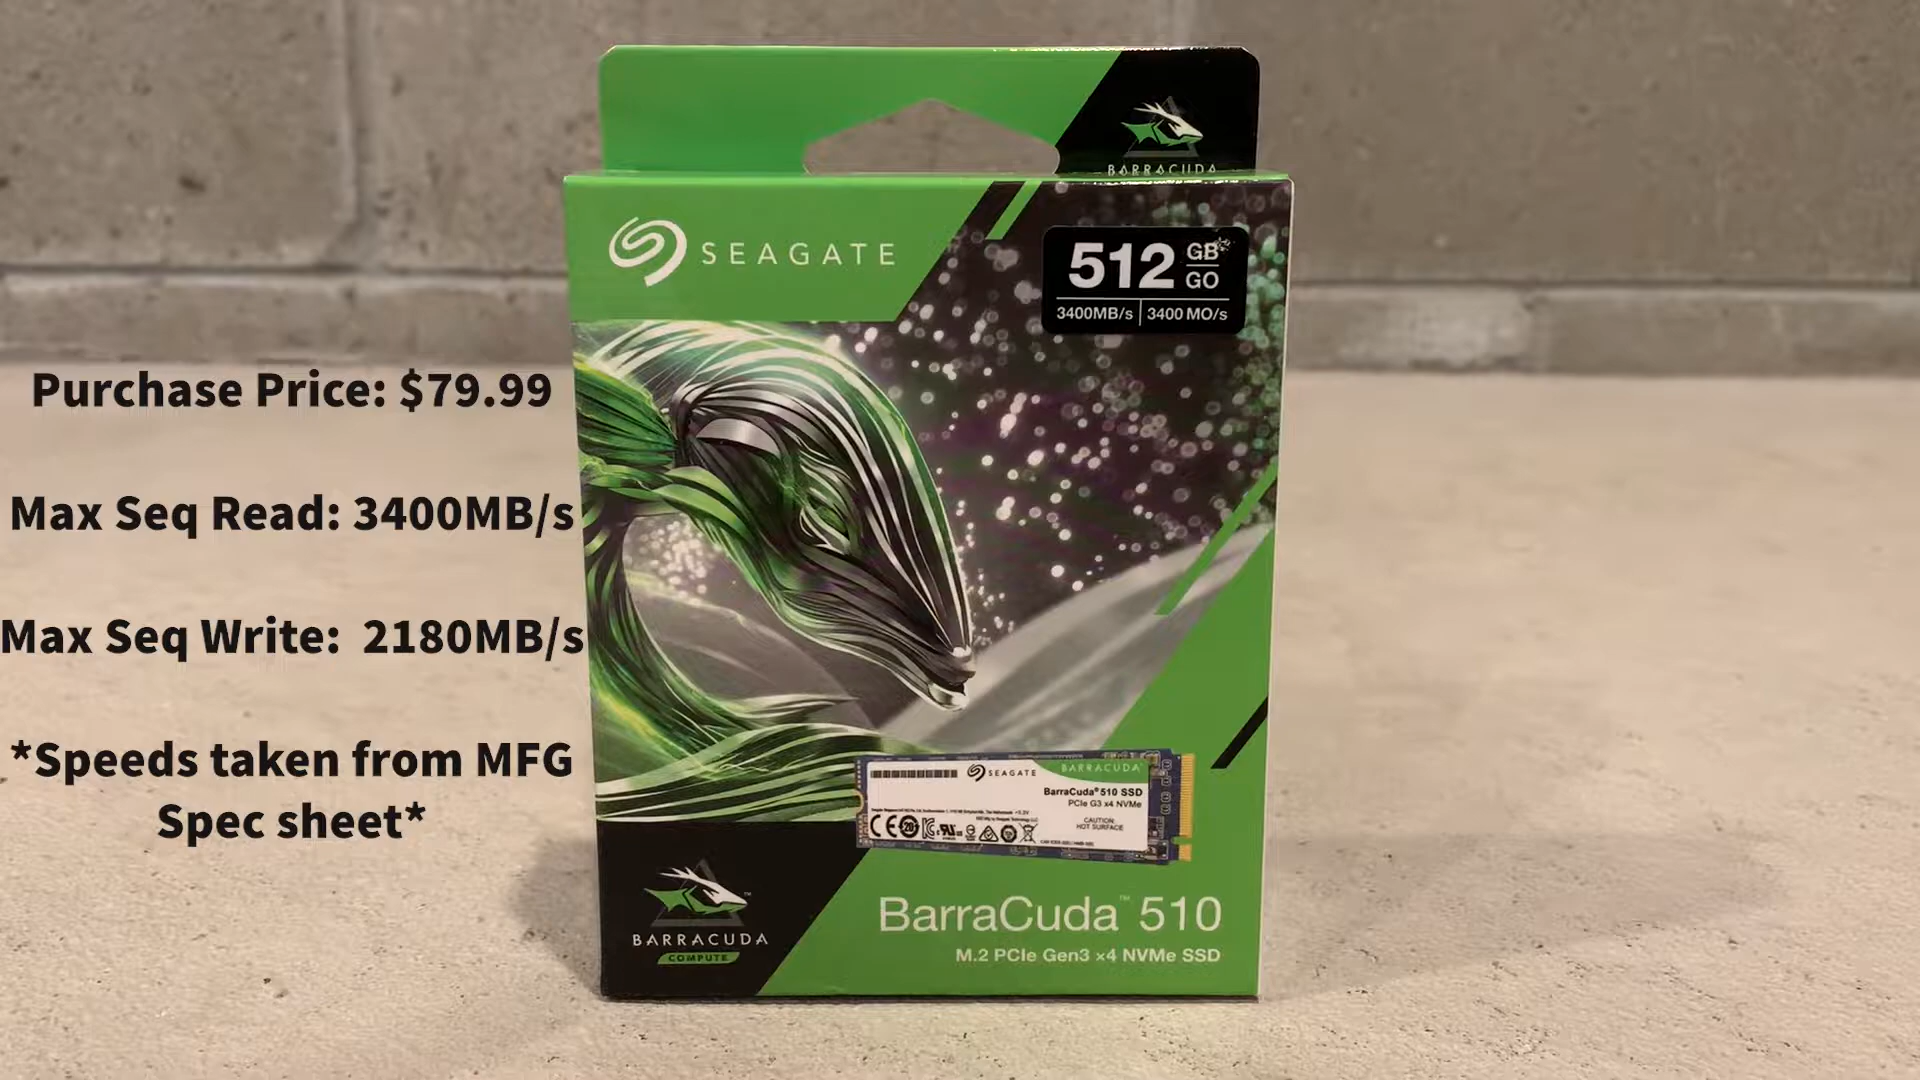 BARRACUDA
SEAGATE
512 GB GO
3400MB/s | 3400 MO/s
Purchase Price: $79.99
Max Seq Read: 3400MB/s
Max Seq Write: 2180MB/s
*Speeds taken from MFG
Spec sheet*
SEAGATE BARRACUDA
BarraCuda® 510 SSD
PCIe G3 x4 NVMe
CAUTION:
HOT SURFACE
BARRACUDA
COMPUTE
BarraCuda™ 510
M.2 PCIe Gen3 ×4 NVMe SSD